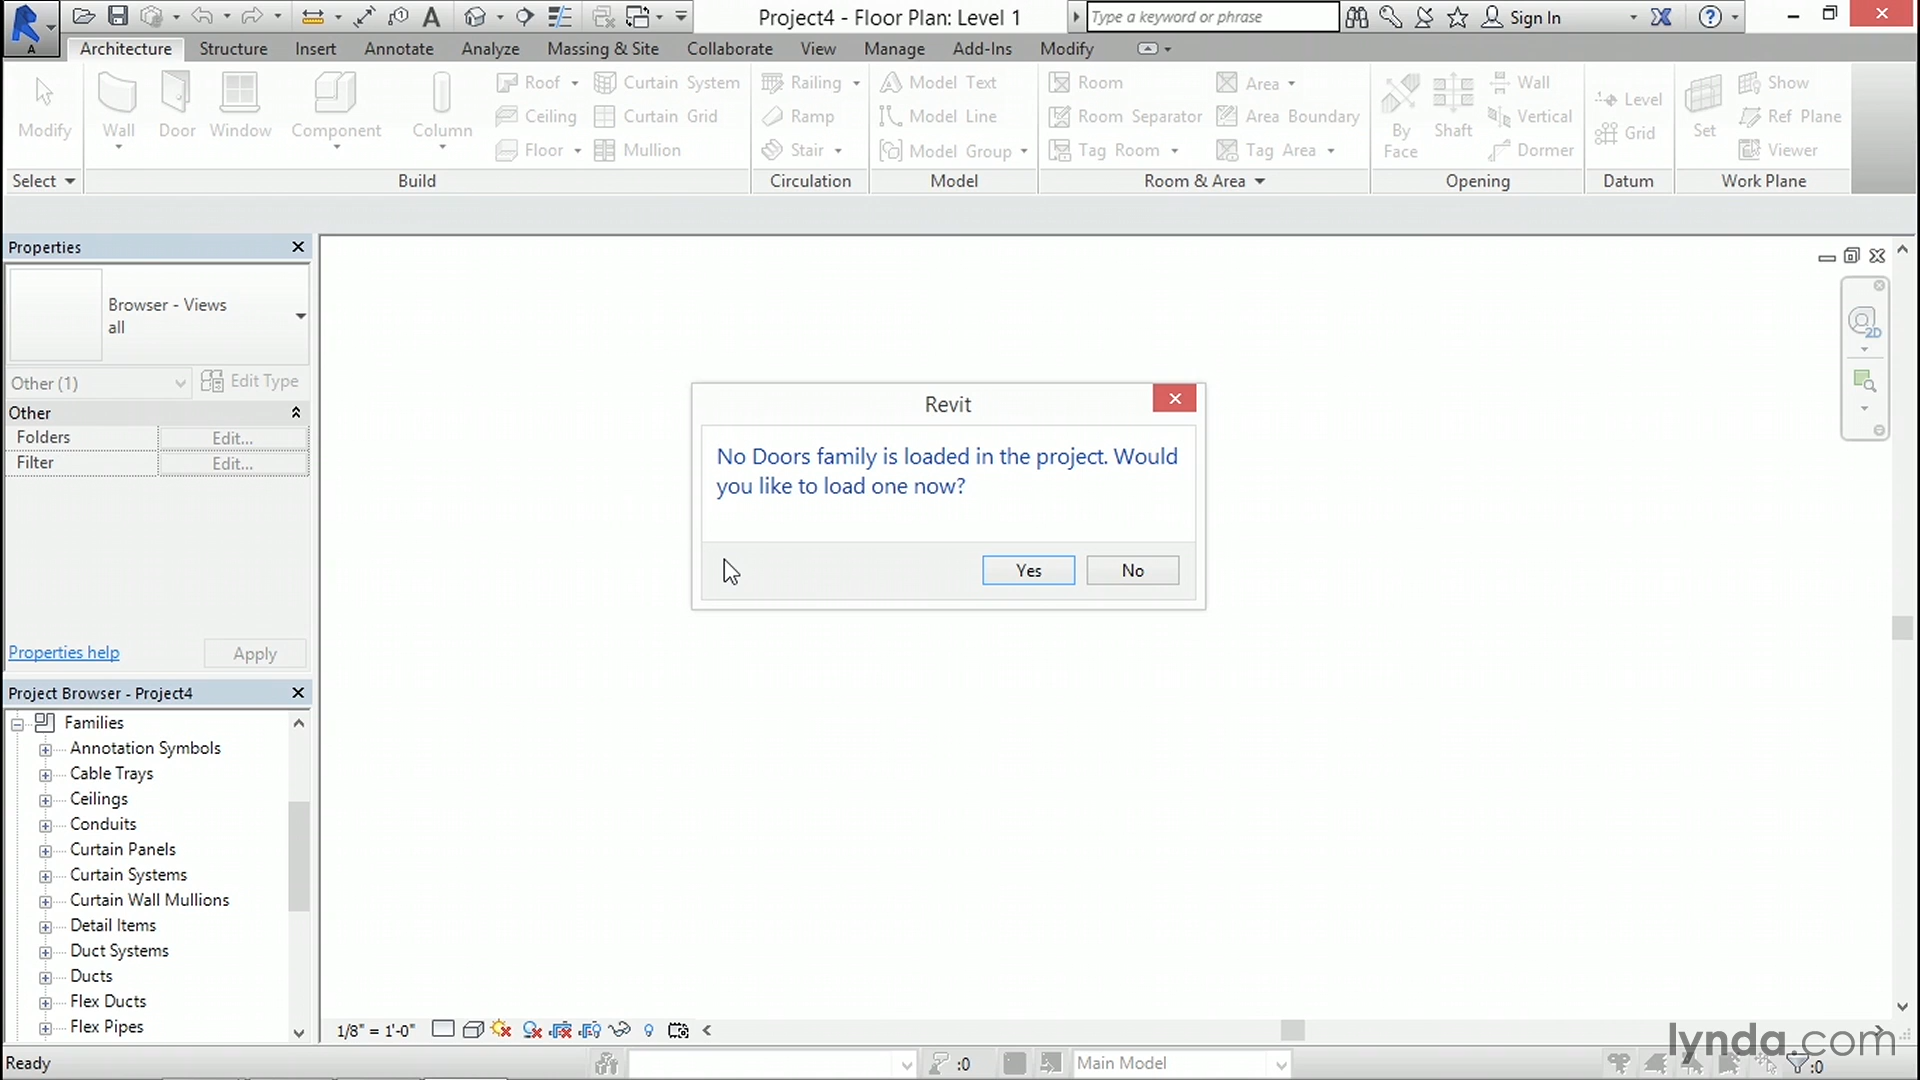 Project4 - Floor Plan: Level 1
Type a keyword or phrase
Sign In
Architecture Structure Insert Annotate Analyze Massing & Site Collaborate View Manage Add-Ins Modify
Modify
Select
Wall
Door
Window
Component
Column
Roof
Ceiling
Floor
Curtain System
Curtain Grid
Mullion
Build
Railing
Ramp
Stair
Circulation
Model Text
Model Line
Model Group
Model
Room
Room Separator
Tag Room
Area
Area Boundary
Tag Area
Room & Area
By
Face
Shaft
Wall
Vertical
Dormer
Opening
Level
Grid
Datum
Set
Show
Ref Plane
Viewer
Work Plane
Properties
Browser - Views
all
Other (1)
Edit Type
Other
Folders Edit...
Filter Edit...
Properties help
Apply
Revit
No Doors family is loaded in the project. Would
you like to load one now?
Yes
No
2D
Project Browser - Project4
Families
Annotation Symbols
Cable Trays
Ceilings
Conduits
Curtain Panels
Curtain Systems
Curtain Wall Mullions
Detail Items
Duct Systems
Ducts
Flex Ducts
Flex Pipes
1/8" = 1'-0"
Ready
:0
Main Model
:0
lynda.com